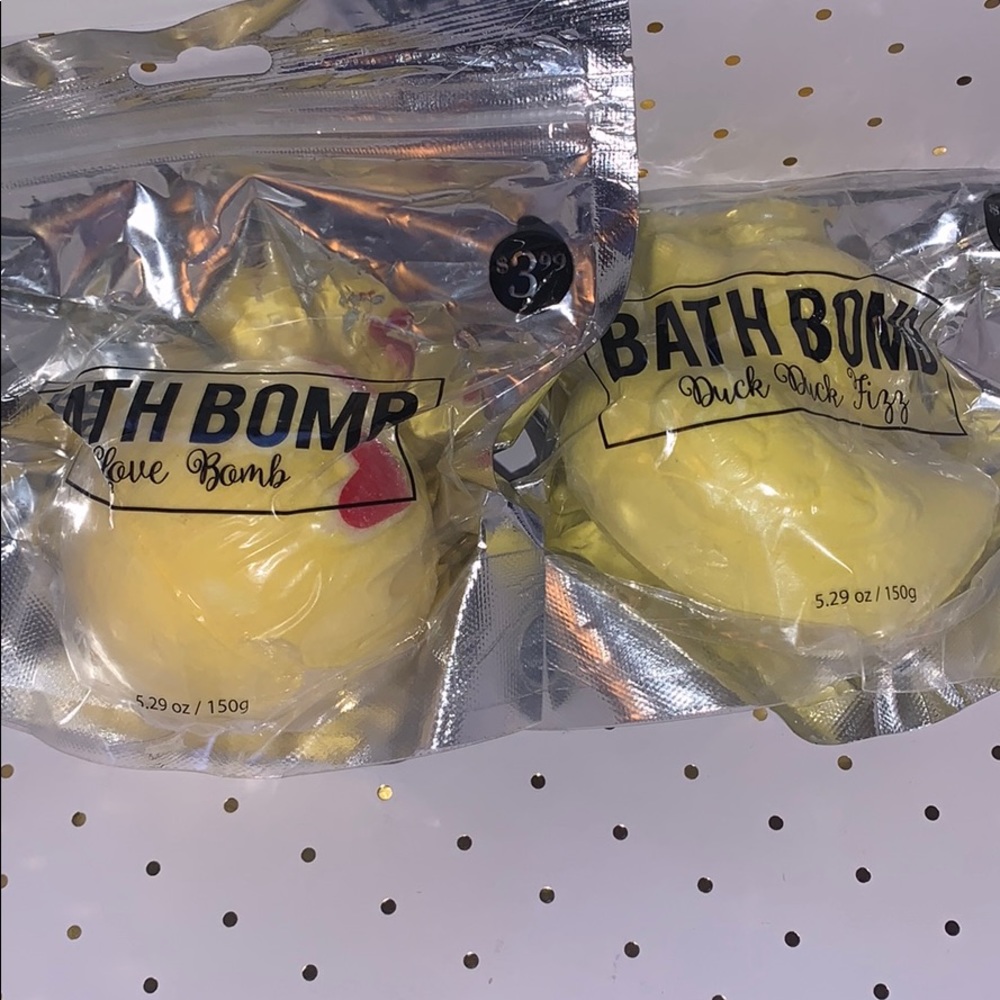 $3.99
ATH BOMB
Love Bomb
5.29 oz / 150g
BATH BOMB
Duck Duck Fizz
5.29 oz / 150g